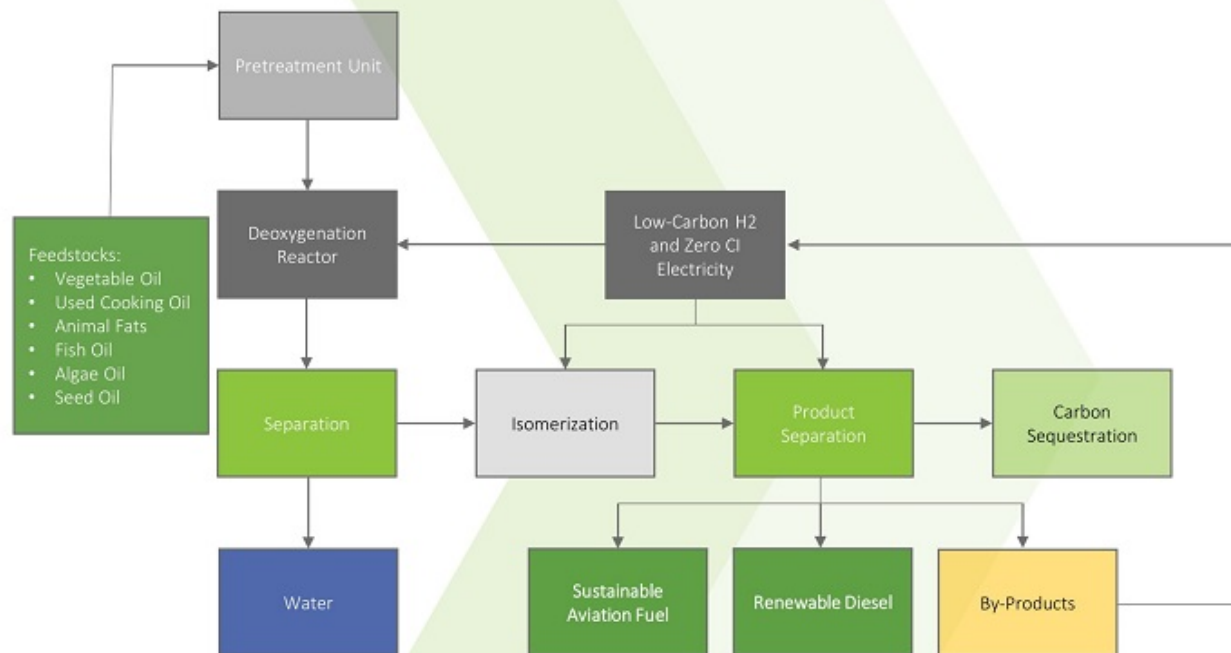 Pretreatment Unit
Deoxygenation
Reactor
Low-Carbon H2
and Zero CI
Electricity
Feedstocks:
• Vegetable Oil
• Used Cooking Oil
• Animal Fats
• Fish Oil
• Algae Oil
• Seed Oil
Separation
Isomerization
Product
Separation
Carbon
Sequestration
Water
Sustainable
Aviation Fuel
Renewable Diesel
By-Products